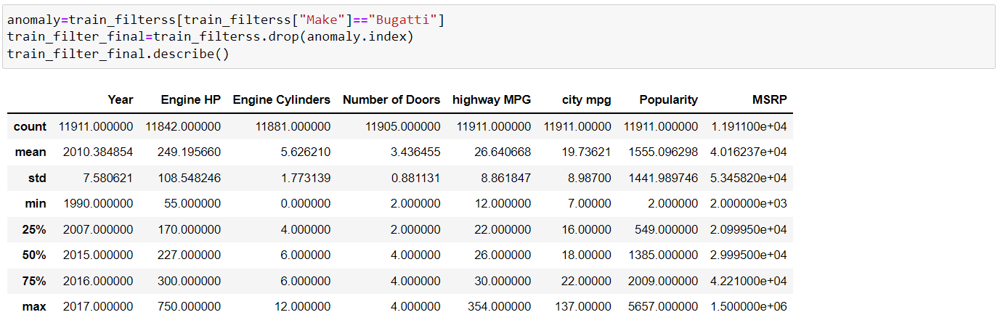 anomaly=train_filterss[train_filterss["Make"]=="Bugatti"]
train_filter_final=train_filterss.drop(anomaly.index)
train_filter_final.describe()
Year Engine HP Engine Cylinders Number of Doors highway MPG city mpg Popularity MSRP
count 11911.000000 11842.000000 11881.000000 11905.000000 11911.000000 11911.00000 11911.000000 1.191100e+04
mean 2010.384854 249.195660 5.626210 3.436455 26.640668 19.73621 1555.096298 4.016237e+04
std 7.580621 108.548246 1.773139 0.881131 8.861847 8.98700 1441.989746 5.345820e+04
min 1990.000000 55.000000 0.000000 2.000000 12.000000 7.00000 2.000000 2.000000e+03
25% 2007.000000 170.000000 4.000000 2.000000 22.000000 16.00000 549.000000 2.099950e+04
50% 2015.000000 227.000000 6.000000 4.000000 26.000000 18.00000 1385.000000 2.999500e+04
75% 2016.000000 300.000000 6.000000 4.000000 30.000000 22.00000 2009.000000 4.221000e+04
max 2017.000000 750.000000 12.000000 4.000000 354.000000 137.00000 5657.000000 1.500000e+06